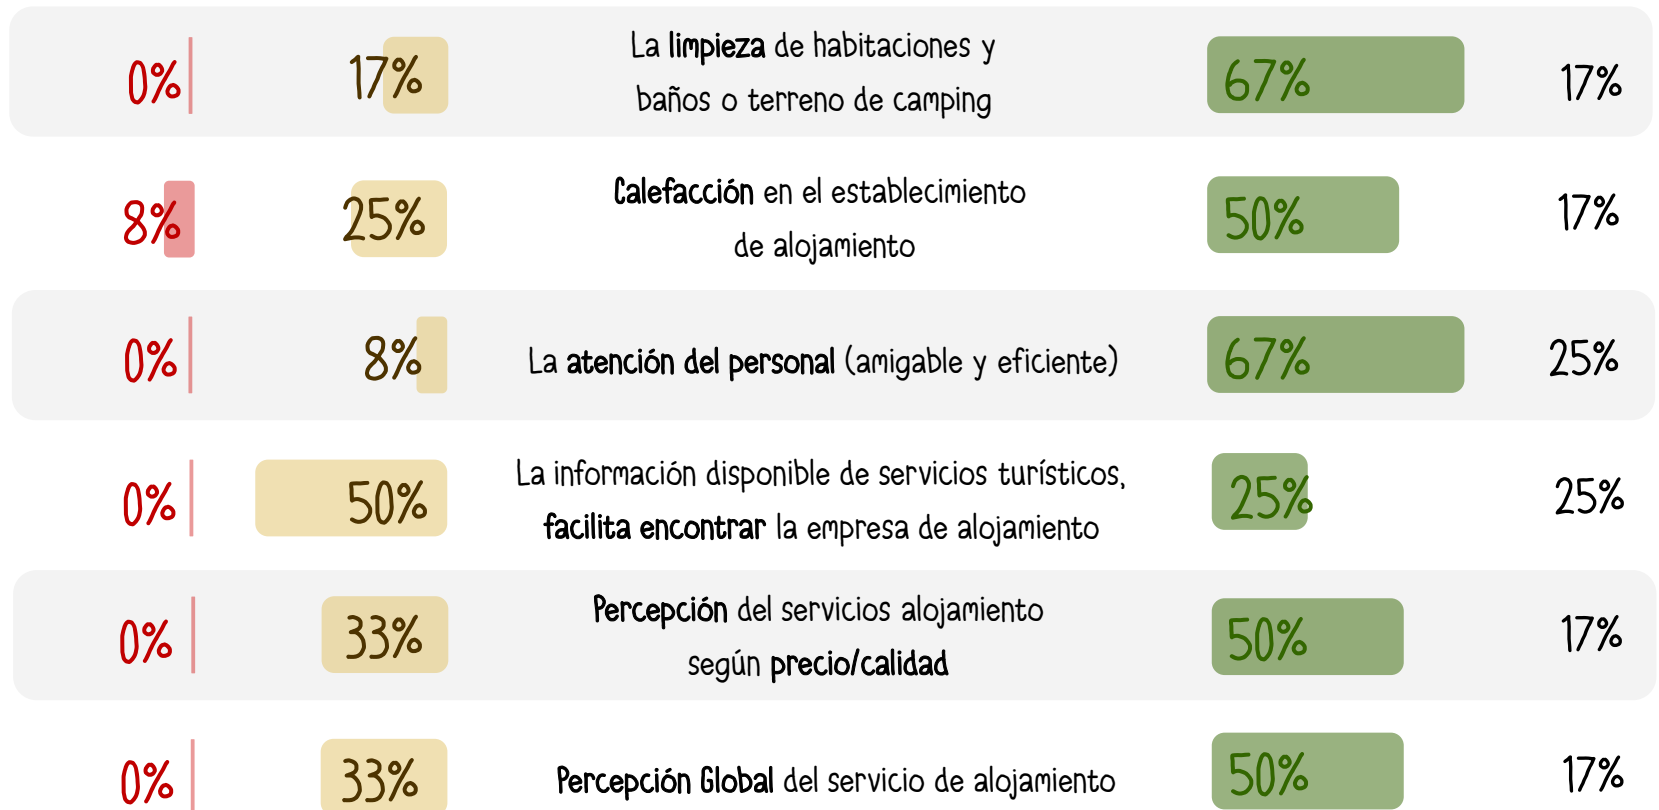 0% 17% La limpieza de habitaciones y 67% 17%
baños o terreno de camping
8% 25% Calefacción en el establecimiento 50% 17%
de alojamiento
0% 8% La atención del personal (amigable y eficiente) 67% 25%
0% 50% La información disponible de servicios turísticos, 25% 25%
facilita encontrar la empresa de alojamiento
0% 33% Percepción del servicios alojamiento 50% 17%
según precio/calidad
0% 33% Percepción Global del servicio de alojamiento 50% 17%